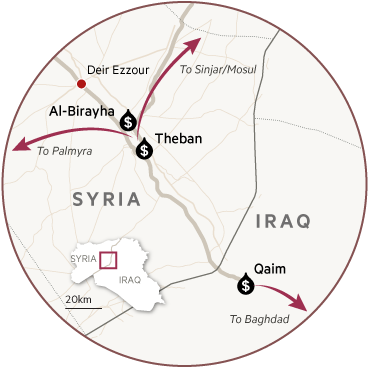 Deir Ezzour
To Sinjar/Mosul
Al-Birayha
$
Theban
$
To Palmyra
SYRIA
IRAQ
SYRIA
IRAQ
Qaim
$
20km
To Baghdad